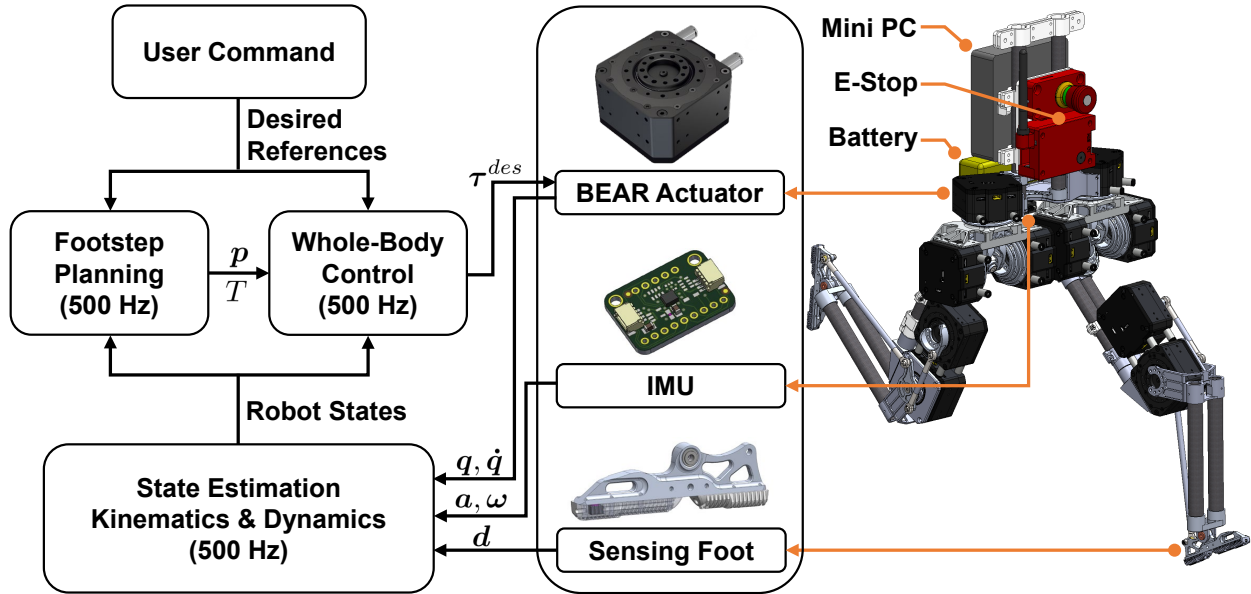 User Command
Desired
References
Footstep
Planning
(500 Hz)
p
T
Whole-Body
Control
(500 Hz)
τ^{des}
Robot States
State Estimation
Kinematics & Dynamics
(500 Hz)
q, q̇
a, ω
d
BEAR Actuator
IMU
Sensing Foot
Mini PC
E-Stop
Battery